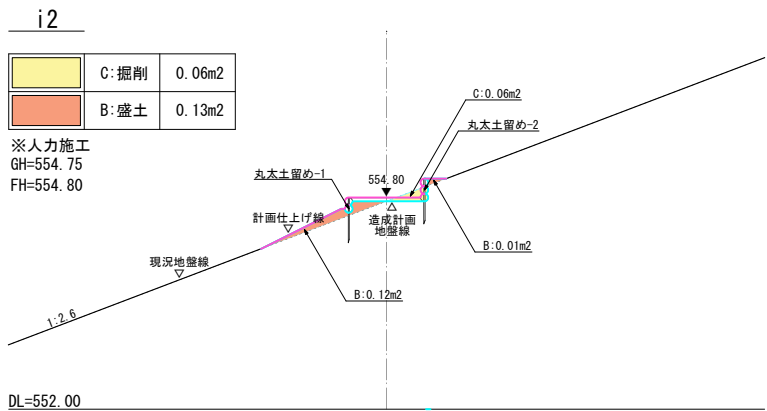 i2
C:掘削 0.06m2
B:盛土 0.13m2
※人力施工
GH=554.75
FH=554.80
C:0.06m2
丸太土留め-2
丸太土留め-1
554.80
計画仕上げ線
造成計画
地盤線
B:0.01m2
現況地盤線
B:0.12m2
1:2.6
DL=552.00